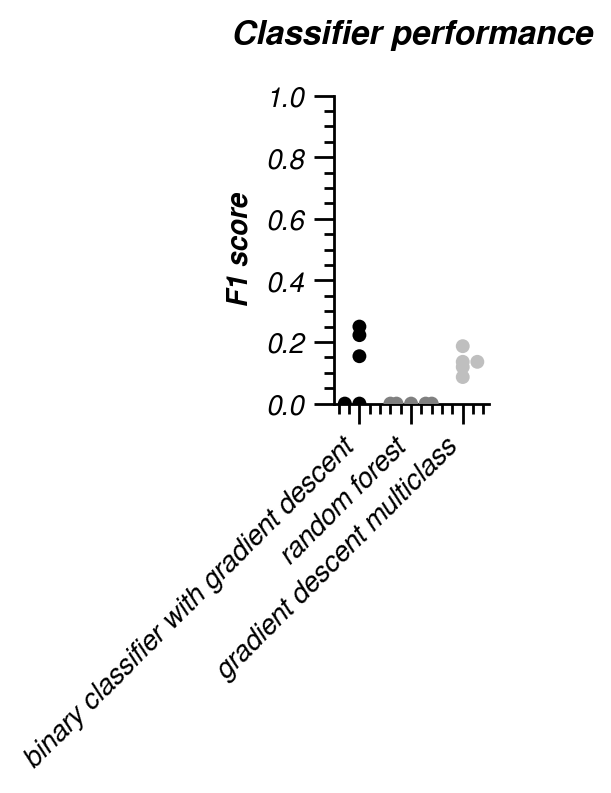 Classifier performance
F1 score
1.0
0.8
0.6
0.4
0.2
0.0
binary classifier with gradient descent
random forest
gradient descent multiclass